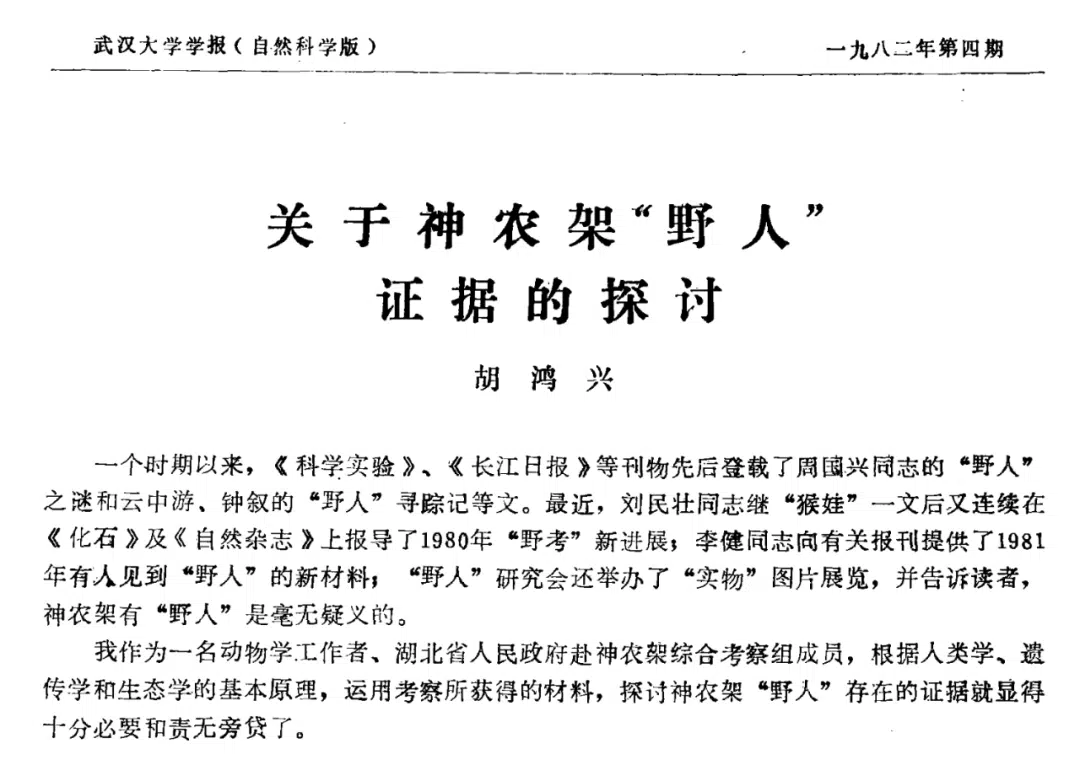 武汉大学学报（自然科学版）
一九八二年第四期
关于神农架“野人”
证据的探讨
胡鸿兴
一个时期以来，《科学实验》、《长江日报》等刊物先后登载了周国兴同志的“野人”
之谜和云中游、钟叙的“野人”寻踪记等文。最近，刘民壮同志继“猴娃”一文后又连续在
《化石》及《自然杂志》上报导了1980年“野考”新进展；李健同志向有关报刊提供了1981
年有人见到“野人”的新材料；“野人”研究会还举办了“实物”图片展览，并告诉读者，
神农架有“野人”是毫无疑义的。
我作为一名动物学工作者、湖北省人民政府赴神农架综合考察组成员，根据人类学、遗
传学和生态学的基本原理，运用考察所获得的材料，探讨神农架“野人”存在的证据就显得
十分必要和责无旁贷了。